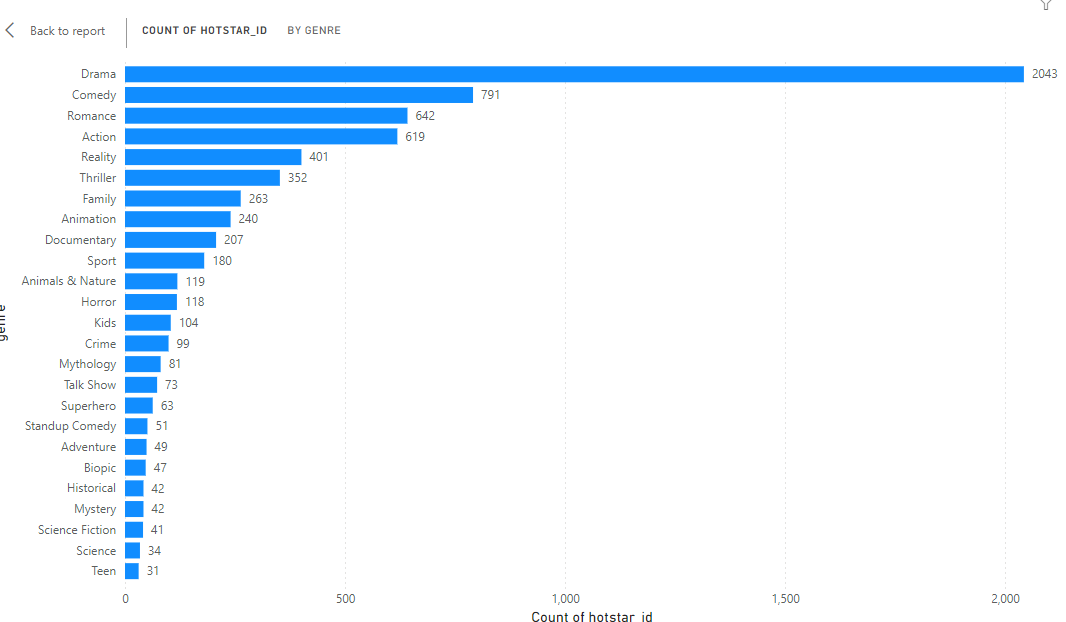 Back to report
COUNT OF HOTSTAR_ID BY GENRE
Drama 2043
Comedy 791
Romance 642
Action 619
Reality 401
Thriller 352
Family 263
Animation 240
Documentary 207
Sport 180
Animals & Nature 119
Horror 118
Kids 104
Crime 99
Mythology 81
Talk Show 73
Superhero 63
Standup Comedy 51
Adventure 49
Biopic 47
Historical 42
Mystery 42
Science Fiction 41
Science 34
Teen 31
genre
0 500 1,000 1,500 2,000
Count of hotstar_id